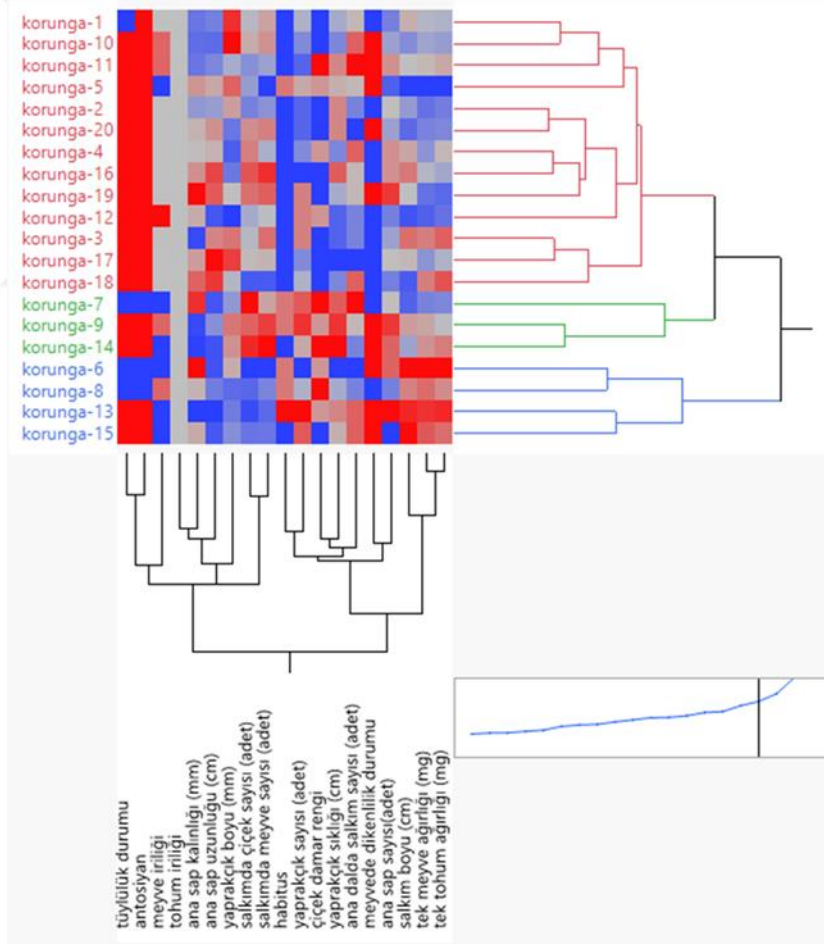 korunga-1
korunga-10
korunga-11
korunga-5
korunga-2
korunga-20
korunga-4
korunga-16
korunga-19
korunga-12
korunga-3
korunga-17
korunga-18
korunga-7
korunga-9
korunga-14
korunga-6
korunga-8
korunga-13
korunga-15
tüylülük durumu
antosiyan
meyve iriliği
tohum iriliği
ana sap kalınlığı (mm)
ana sap uzunluğu (cm)
yaprakçık boyu (mm)
salkımda çiçek sayısı (adet)
salkımda meyve sayısı (adet)
habitus
yaprakçık sayısı (adet)
çiçek damar rengi
yaprakçık sıklığı (cm)
ana dalda salkım sayısı (adet)
meyvede dikenlilik durumu
ana sap sayısı(adet)
salkım boyu (cm)
tek meyve ağırlığı (mg)
tek tohum ağırlığı (mg)